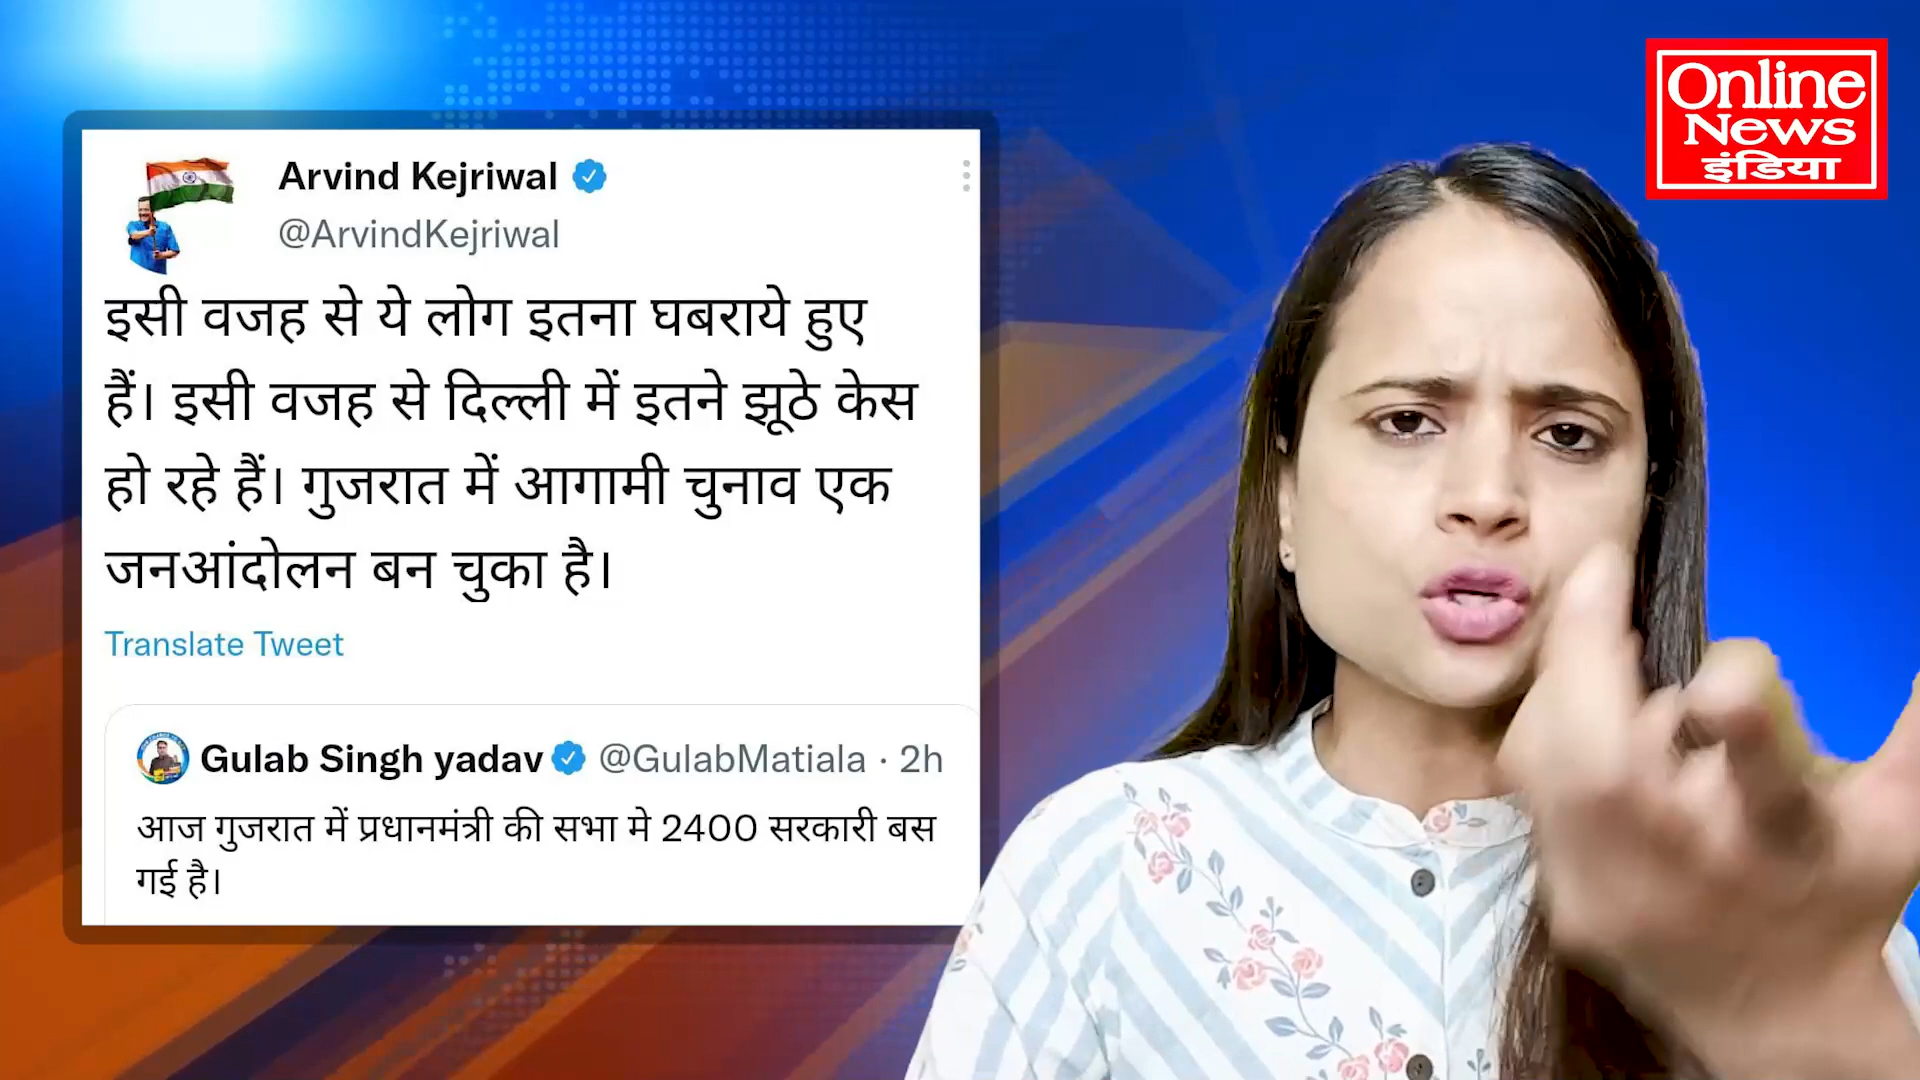 Online
News
इंडिया
Arvind Kejriwal
@ArvindKejriwal
इसी वजह से ये लोग इतना घबराये हुए
हैं। इसी वजह से दिल्ली में इतने झूठे केस
हो रहे हैं। गुजरात में आगामी चुनाव एक
जनआंदोलन बन चुका है।
Translate Tweet
Gulab Singh yadav @GulabMatiala · 2h
आज गुजरात में प्रधानमंत्री की सभा मे 2400 सरकारी बस
गई है।